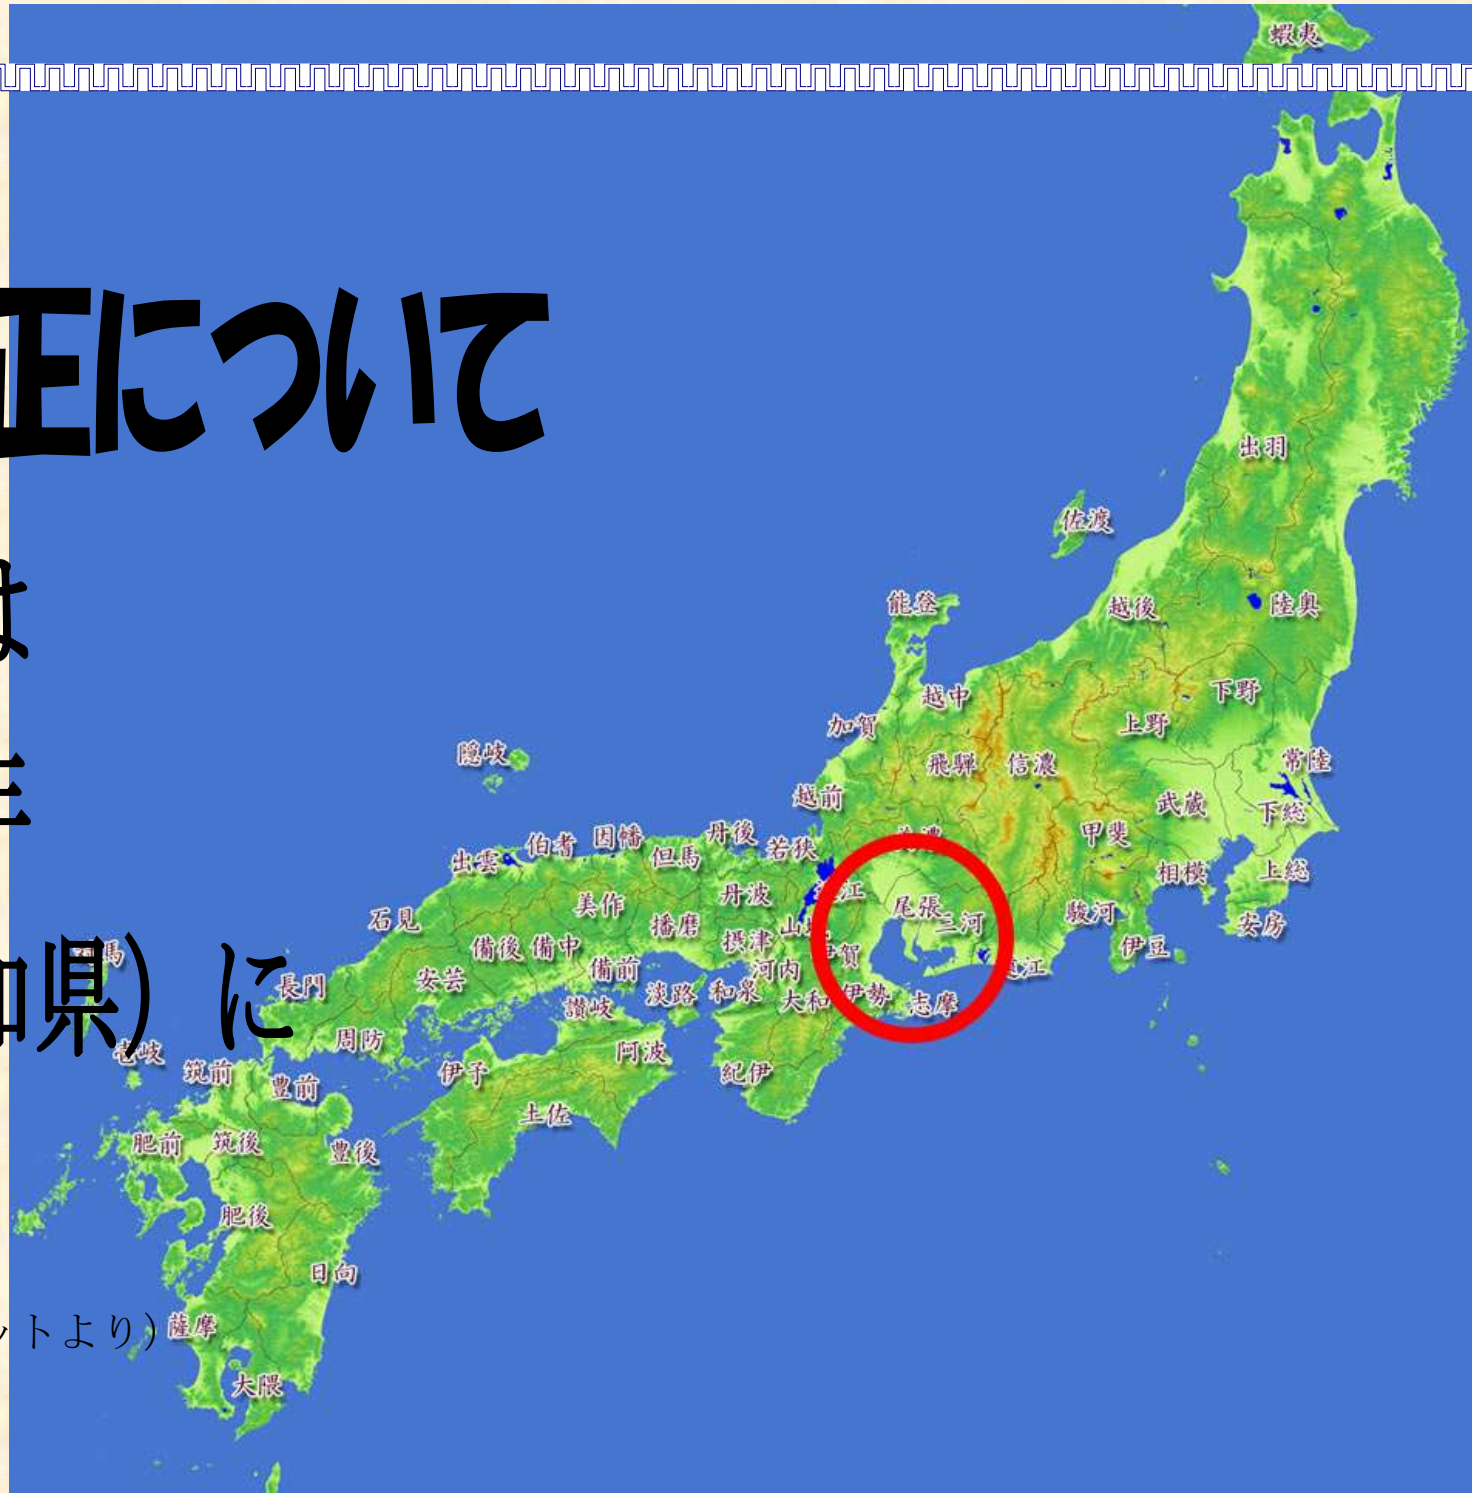 蝦夷
正について
出羽
佐渡
は
能登
越後
陸奥
下野
越中
上野
加賀
隠岐
飛騨
信濃
常陸
越前
武蔵
下総
丹後
因幡
伯耆
甲斐
若狭
但馬
出雲
相模
上総
丹波
美作
尾張
三河
駿河
石見
播磨
安房
摂津
備後
備中
伊豆
県）に
河内
備前
安芸
長門
淡路
和泉
大和
伊勢
志摩
讃岐
周防
壱岐
阿波
筑前
伊予
紀伊
豊前
土佐
肥前
筑後
豊後
肥後
日向
ットより）
薩摩
大隈